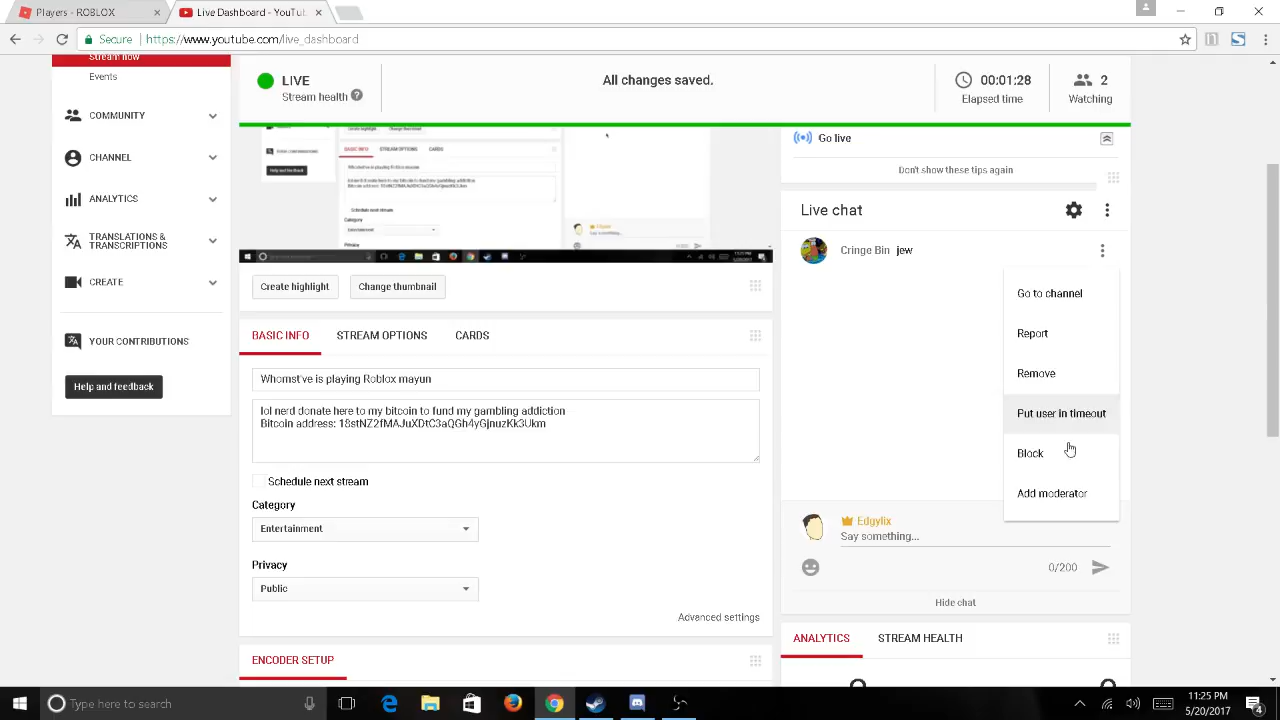 Players - ROBLOX
Live Dashboard - YouTube
Secure
https://www.youtube.com/live_dashboard
Stream now
Events
COMMUNITY
CHANNEL
ANALYTICS
TRANSLATIONS &
TRANSCRIPTIONS
CREATE
YOUR CONTRIBUTIONS
Help and feedback
LIVE
Stream health ?
All changes saved.
00:01:28
Elapsed time
2
Watching
Create highlight
Change thumbnail
BASIC INFO
STREAM OPTIONS
CARDS
Whomst've is playing Roblox mayun
lol nerd donate here to my bitcoin to fund my gambling addiction
Bitcoin address: 18stNZ2fMAJuXDtC3aQGh4yGjnuzKk3Ukm
Schedule next stream
Category
Entertainment
Privacy
Public
Advanced settings
ENCODER SETUP
Go live
Don't show these tips again
Live chat
Cringe Bin jew
Go to channel
Report
Remove
Put user in timeout
Block
Add moderator
Edgylix
Say something...
0/200
Hide chat
ANALYTICS
STREAM HEALTH
Type here to search
11:25 PM
5/20/2017